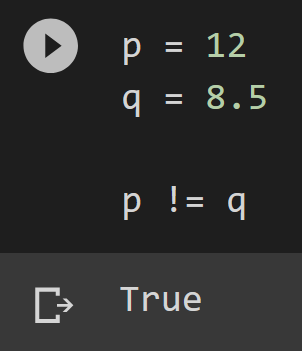 p = 12
q = 8.5
p != q
True